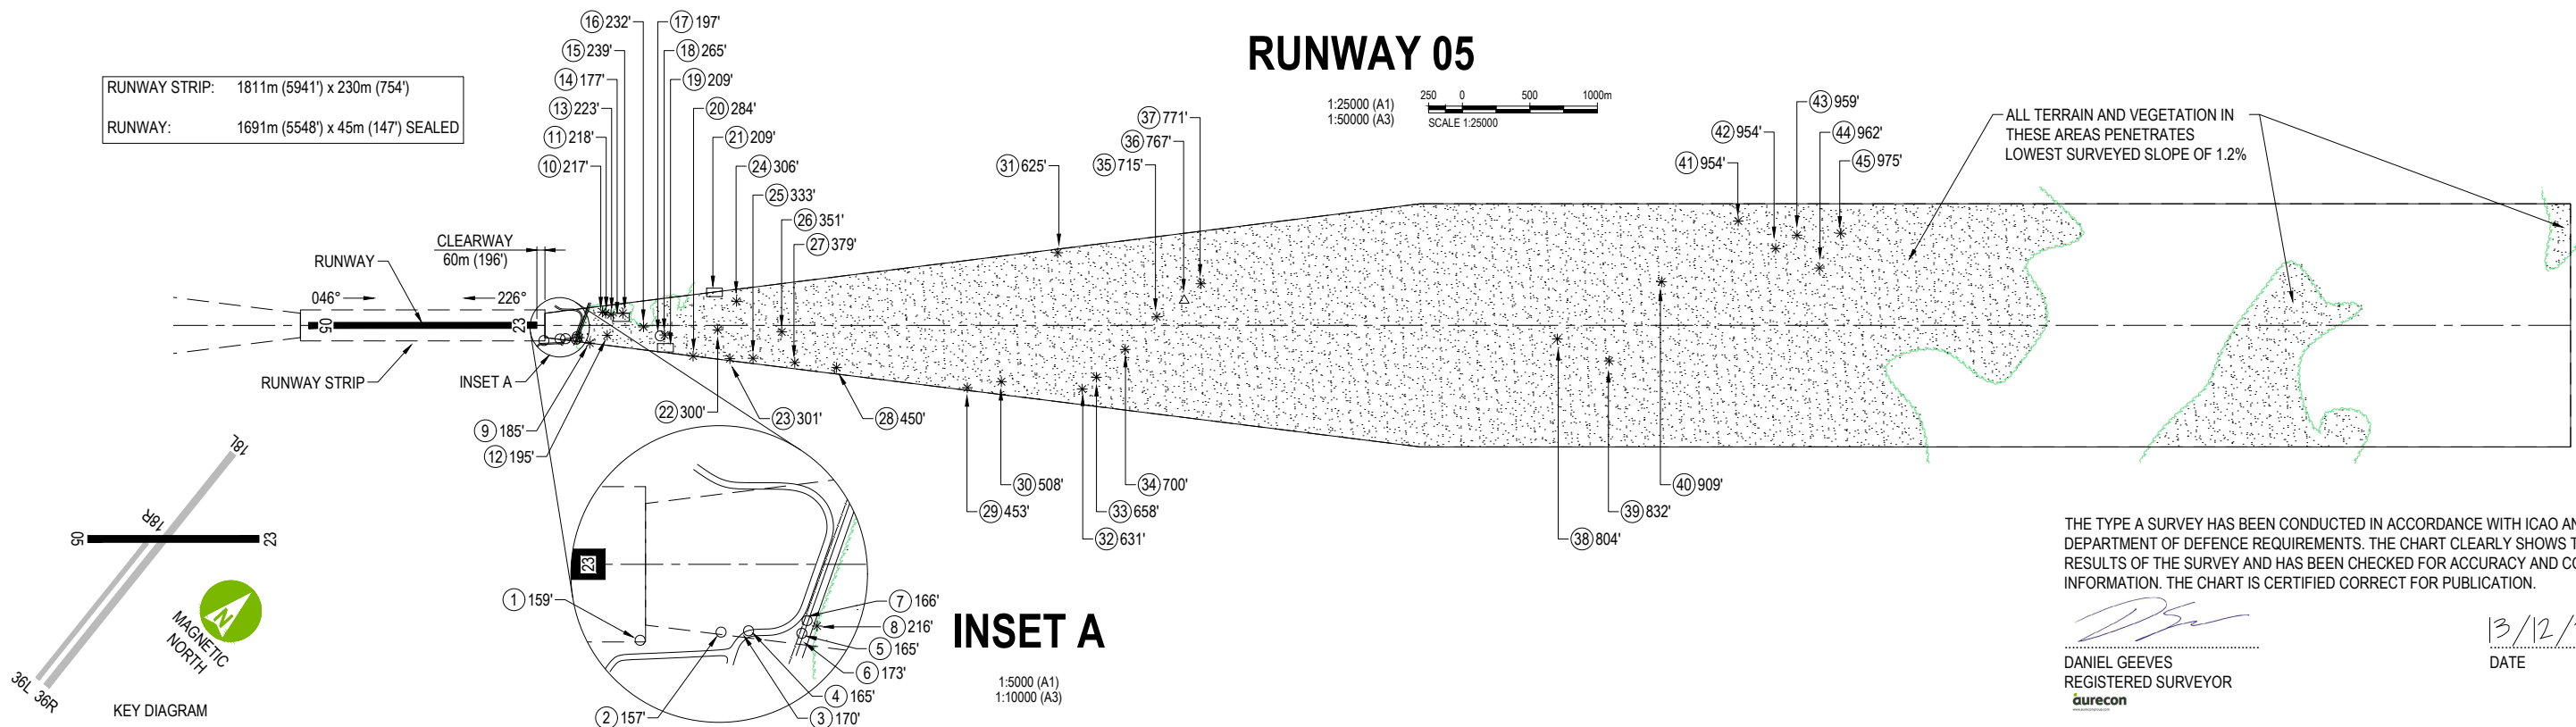 RUNWAY 05
1:25000 (A1)
1:50000 (A3)
250 0 500 1000m
SCALE 1:25000
RUNWAY STRIP: 1811m (5941') x 230m (754')
RUNWAY: 1691m (5548') x 45m (147') SEALED
16 232'
17 197'
15 239'
18 265'
14 177'
19 209'
13 223'
20 284'
11 218'
21 209'
10 217'
24 306'
25 333'
26 351'
27 379'
31 625'
37 771'
36 767'
35 715'
43 959'
42 954'
44 962'
41 954'
45 975'
ALL TERRAIN AND VEGETATION IN
THESE AREAS PENETRATES
LOWEST SURVEYED SLOPE OF 1.2%
CLEARWAY
60m (196')
RUNWAY
046°
226°
05
23
RUNWAY STRIP
INSET A
9 185'
12 195'
22 300'
23 301'
28 450'
29 453'
30 508'
32 631'
33 658'
34 700'
38 804'
39 832'
40 909'
23
1 159'
2 157'
3 170'
4 165'
6 173'
5 165'
8 216'
7 166'
INSET A
1:5000 (A1)
1:10000 (A3)
18L
18R
05
23
36L
36R
MAGNETIC
NORTH
KEY DIAGRAM
THE TYPE A SURVEY HAS BEEN CONDUCTED IN ACCORDANCE WITH ICAO
DEPARTMENT OF DEFENCE REQUIREMENTS. THE CHART CLEARLY SHOWS
RESULTS OF THE SURVEY AND HAS BEEN CHECKED FOR ACCURACY AND
INFORMATION. THE CHART IS CERTIFIED CORRECT FOR PUBLICATION.
13/12/
DANIEL GEEVES
DATE
REGISTERED SURVEYOR
aurecon